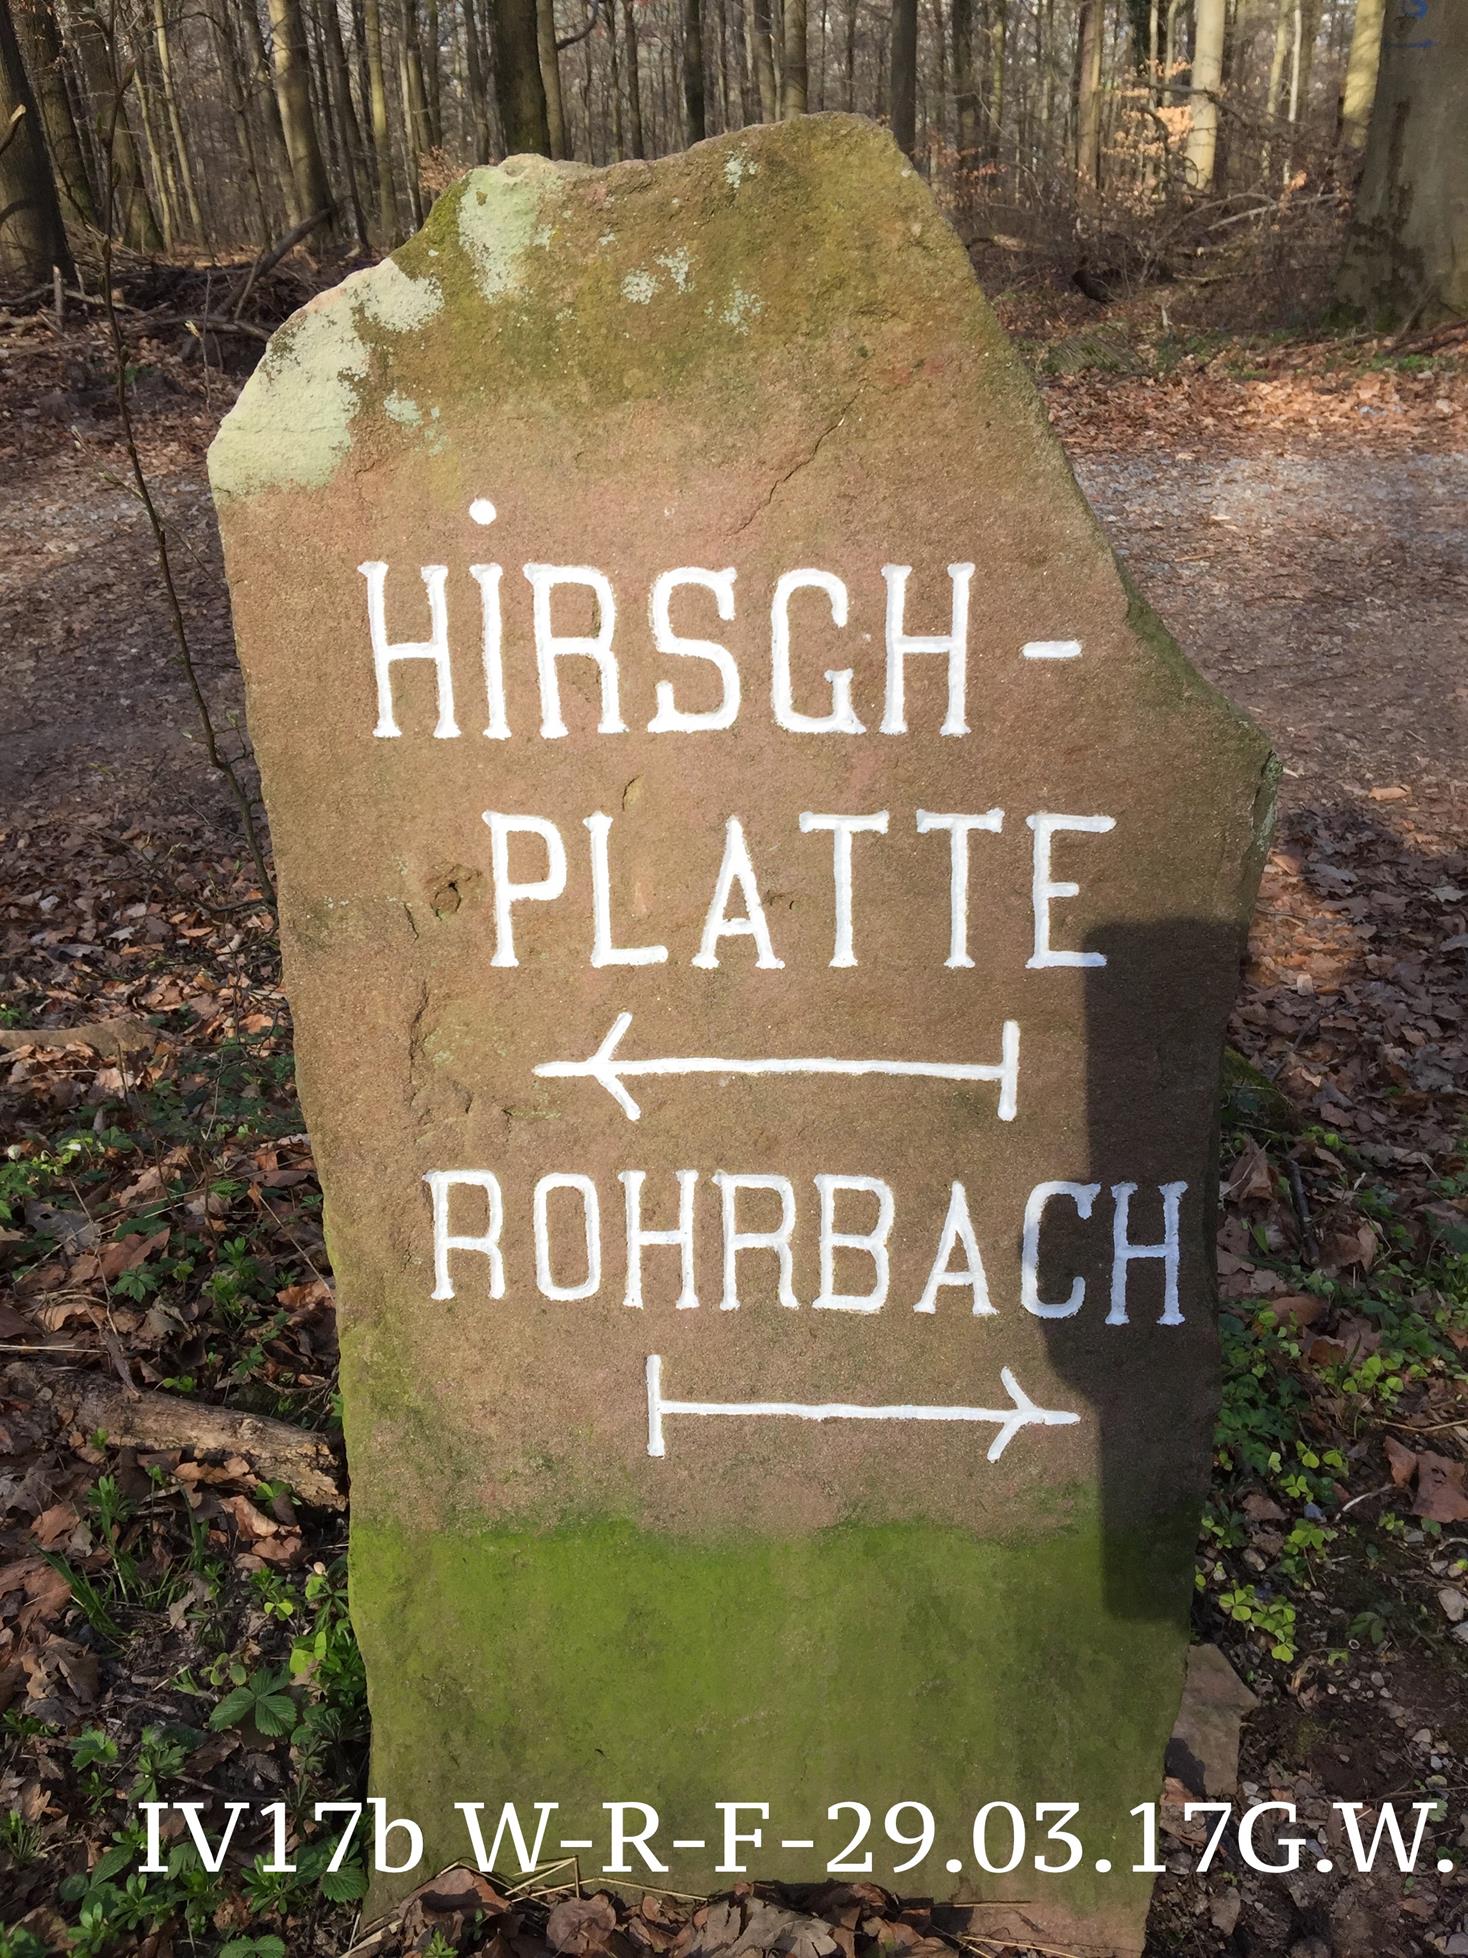 HiRSCH-
PLATTE
ROHRBACH
IV17b W-R-F-29.03.17G.W.